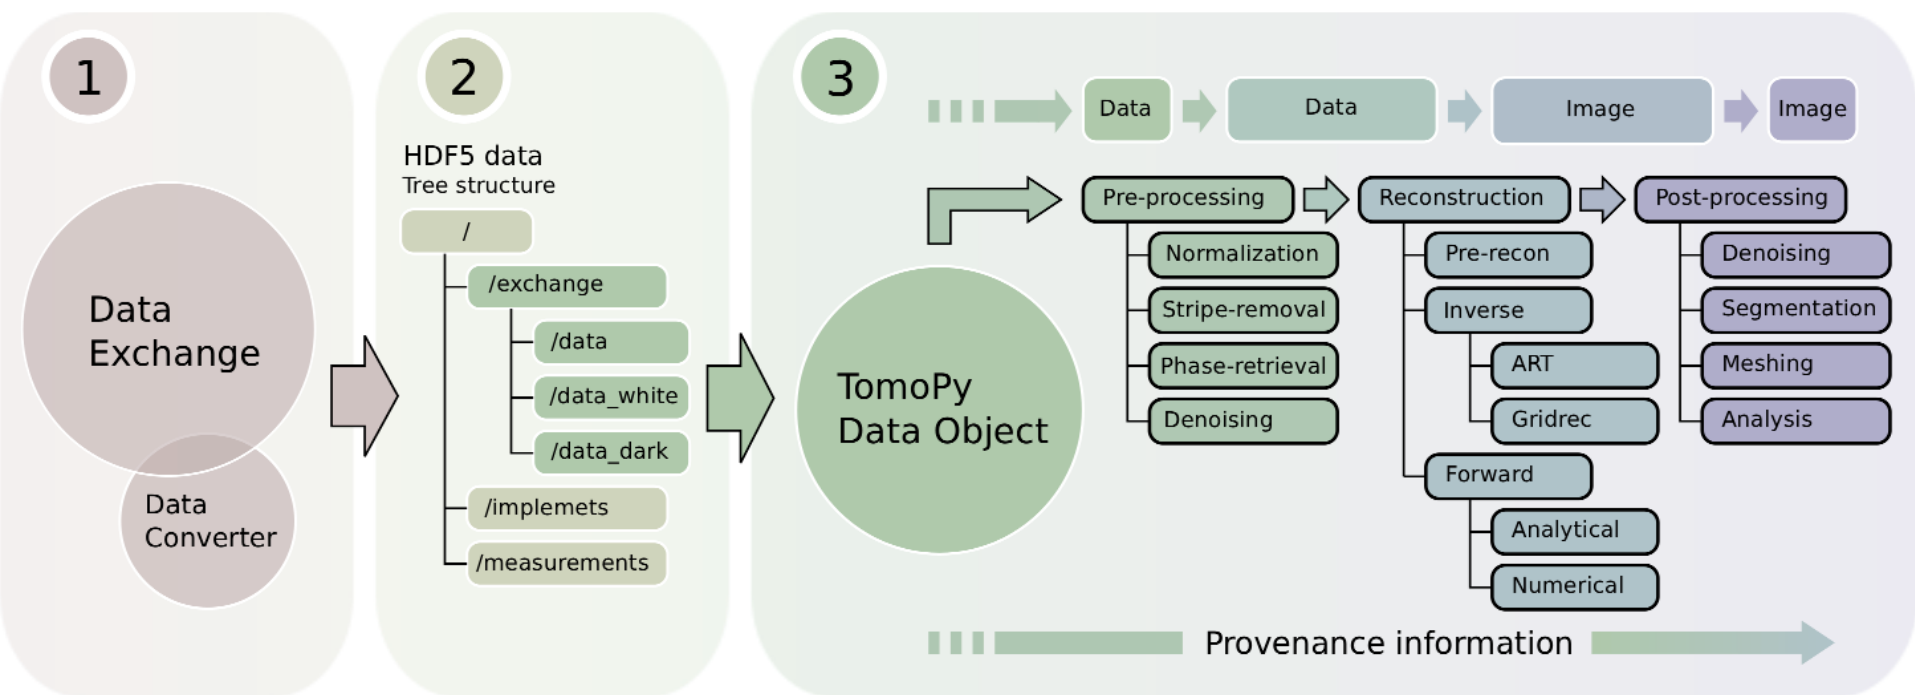 1
Data
Exchange
Data
Converter
2
HDF5 data
Tree structure
/
/exchange
/data
/data_white
/data_dark
/implemets
/measurements
3
Data
Data
Image
Image
TomoPy
Data Object
Pre-processing
Normalization
Stripe-removal
Phase-retrieval
Denoising
Reconstruction
Pre-recon
Inverse
ART
Gridrec
Forward
Analytical
Numerical
Post-processing
Denoising
Segmentation
Meshing
Analysis
Provenance information